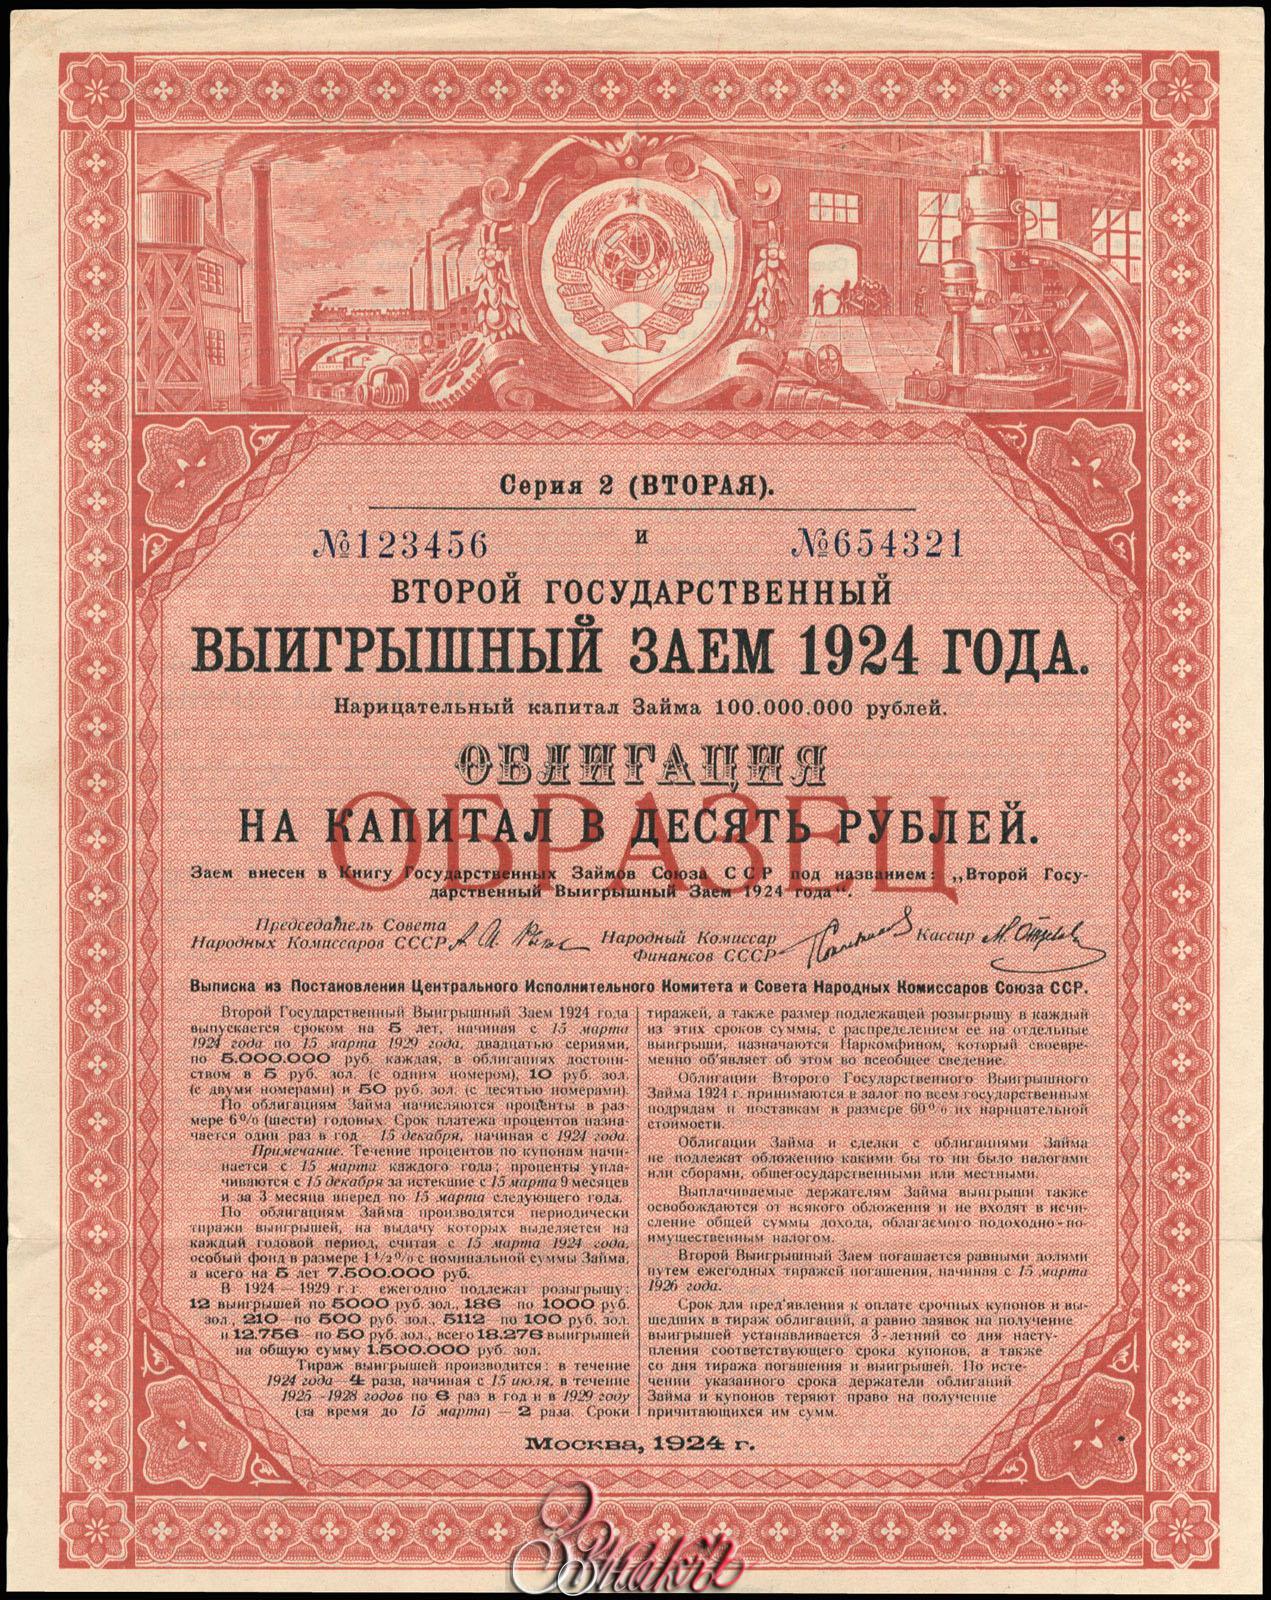 Серия 2 (ВТОРАЯ).
№123456 и №654321
ВТОРОЙ ГОСУДАРСТВЕННЫЙ
ВЫИГРЫШНЫЙ ЗАЕМ 1924 ГОДА.
Нарицательный капитал Займа 100.000.000 рублей.
ОБЛИГАЦИЯ
НА КАПИТАЛ В ДЕСЯТЬ РУБЛЕЙ.
ОБРАЗЕЦ
Заем внесен в Книгу Государственных Займов Союза ССР под названием: „Второй Госу-
дарственный Выигрышный Заем 1924 года“.
Председатель Совета
Народных Комиссаров СССР
Народный Комиссар
Финансов СССР
Кассир
Выписка из Постановления Центрального Исполнительного Комитета и Совета Народных Комиссаров Союза ССР.
Второй Государственный Выигрышный Заем 1924 года
выпускается сроком на 5 лет, начиная с 15 марта
1924 года по 15 марта 1929 года, двадцатью сериями,
по 5.000.000 руб. каждая, в облигациях достоин-
ством в 5 руб. зол. (с одним номером), 10 руб. зол.
(с двумя номерами) и 50 руб. зол. (с десятью номерами).
По облигациям Займа начисляются проценты в раз-
мере 6% (шести) годовых. Срок платежа процентов назна-
чается один раз в год — 15 декабря, начиная с 1924 года.
Примечание. Течение процентов по купонам начи-
нается с 15 марта каждого года; проценты упла-
чиваются с 15 декабря за истекшие с 15 марта 9 месяцев
и за 3 месяца вперед по 15 марта следующего года.
По облигациям Займа производятся периодически
тиражи выигрышей, на выдачу которых выделяется на
каждый годовой период, считая с 15 марта 1924 года,
особый фонд в размере 1½% с номинальной суммы Займа,
а всего на 5 лет 7.500.000 руб.
В 1924 — 1929 г.г. ежегодно подлежат розыгрышу:
12 выигрышей по 5000 руб. зол., 186 по 1000 руб.
зол., 210 по 500 руб. зол., 5112 по 100 руб. зол.
и 12.756 по 50 руб. зол., всего 18.276 выигрышей
на общую сумму 1.500.000 руб. зол.
Тираж выигрышей производится: в течение
1924 года—4 раза, начиная с 15 июля, в течение
1925—1928 годов по 6 раз в год и в 1929 году
(за время до 15 марта) — 2 раза. Сроки
тиражей, а также размер подлежащей розыгрышу в каждый
из этих сроков суммы, с распределением ее на отдельные
выигрыши, назначаются Наркомфином, который своевре-
менно об'являет об этом во всеобщее сведение.
Облигации Второго Государственного Выигрышного
Займа 1924 г. принимаются в залог по всем государственным
подрядам и поставкам в размере 60% их нарицательной
стоимости.
Облигации Займа и сделки с облигациями Займа
не подлежат обложению какими бы то ни было налогами
или сборами, общегосударственными или местными.
Выплачиваемые держателям Займа выигрыши также
освобождаются от всякого обложения и не входят в исчи-
сление общей суммы дохода, облагаемого подоходно-по-
имущественным налогом.
Второй Выигрышный Заем погашается равными долями
путем ежегодных тиражей погашения, начиная с 15 марта
1926 года.
Срок для пред'явления к оплате срочных купонов и вы-
шедших в тираж облигаций, а равно заявок на получение
выигрышей устанавливается 3-летний со дня насту-
пления соответствующего срока купонов, а также
со дня тиража погашения и выигрышей. По исте-
чении указанного срока держатели облигаций
Займа и купонов теряют право на получение
причитающихся им сумм.
Москва, 1924 г.